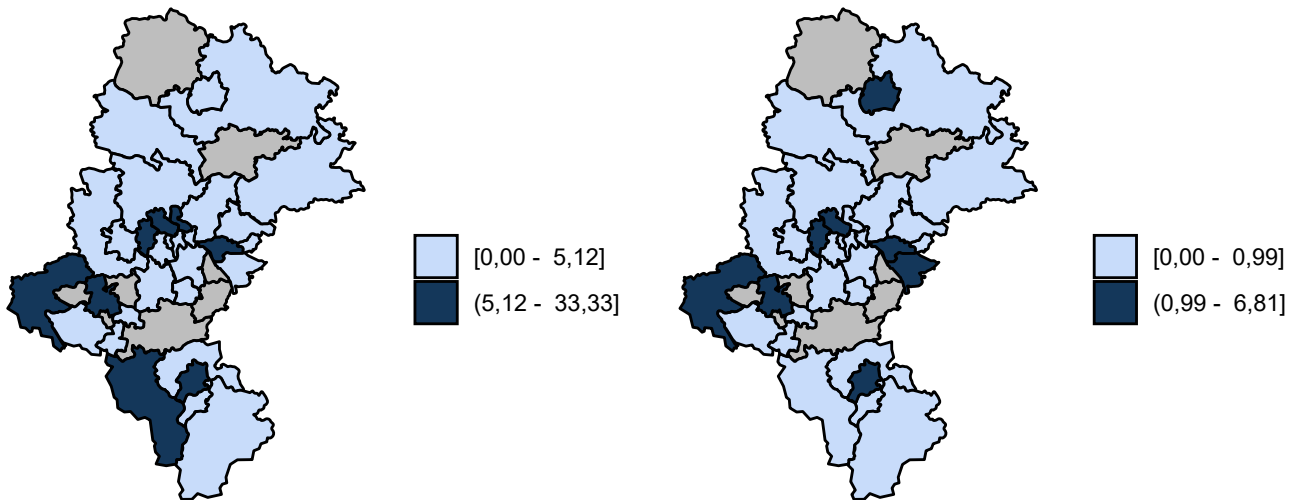 [0,00 - 5,12]
(5,12 - 33,33]
[0,00 - 0,99]
(0,99 - 6,81]